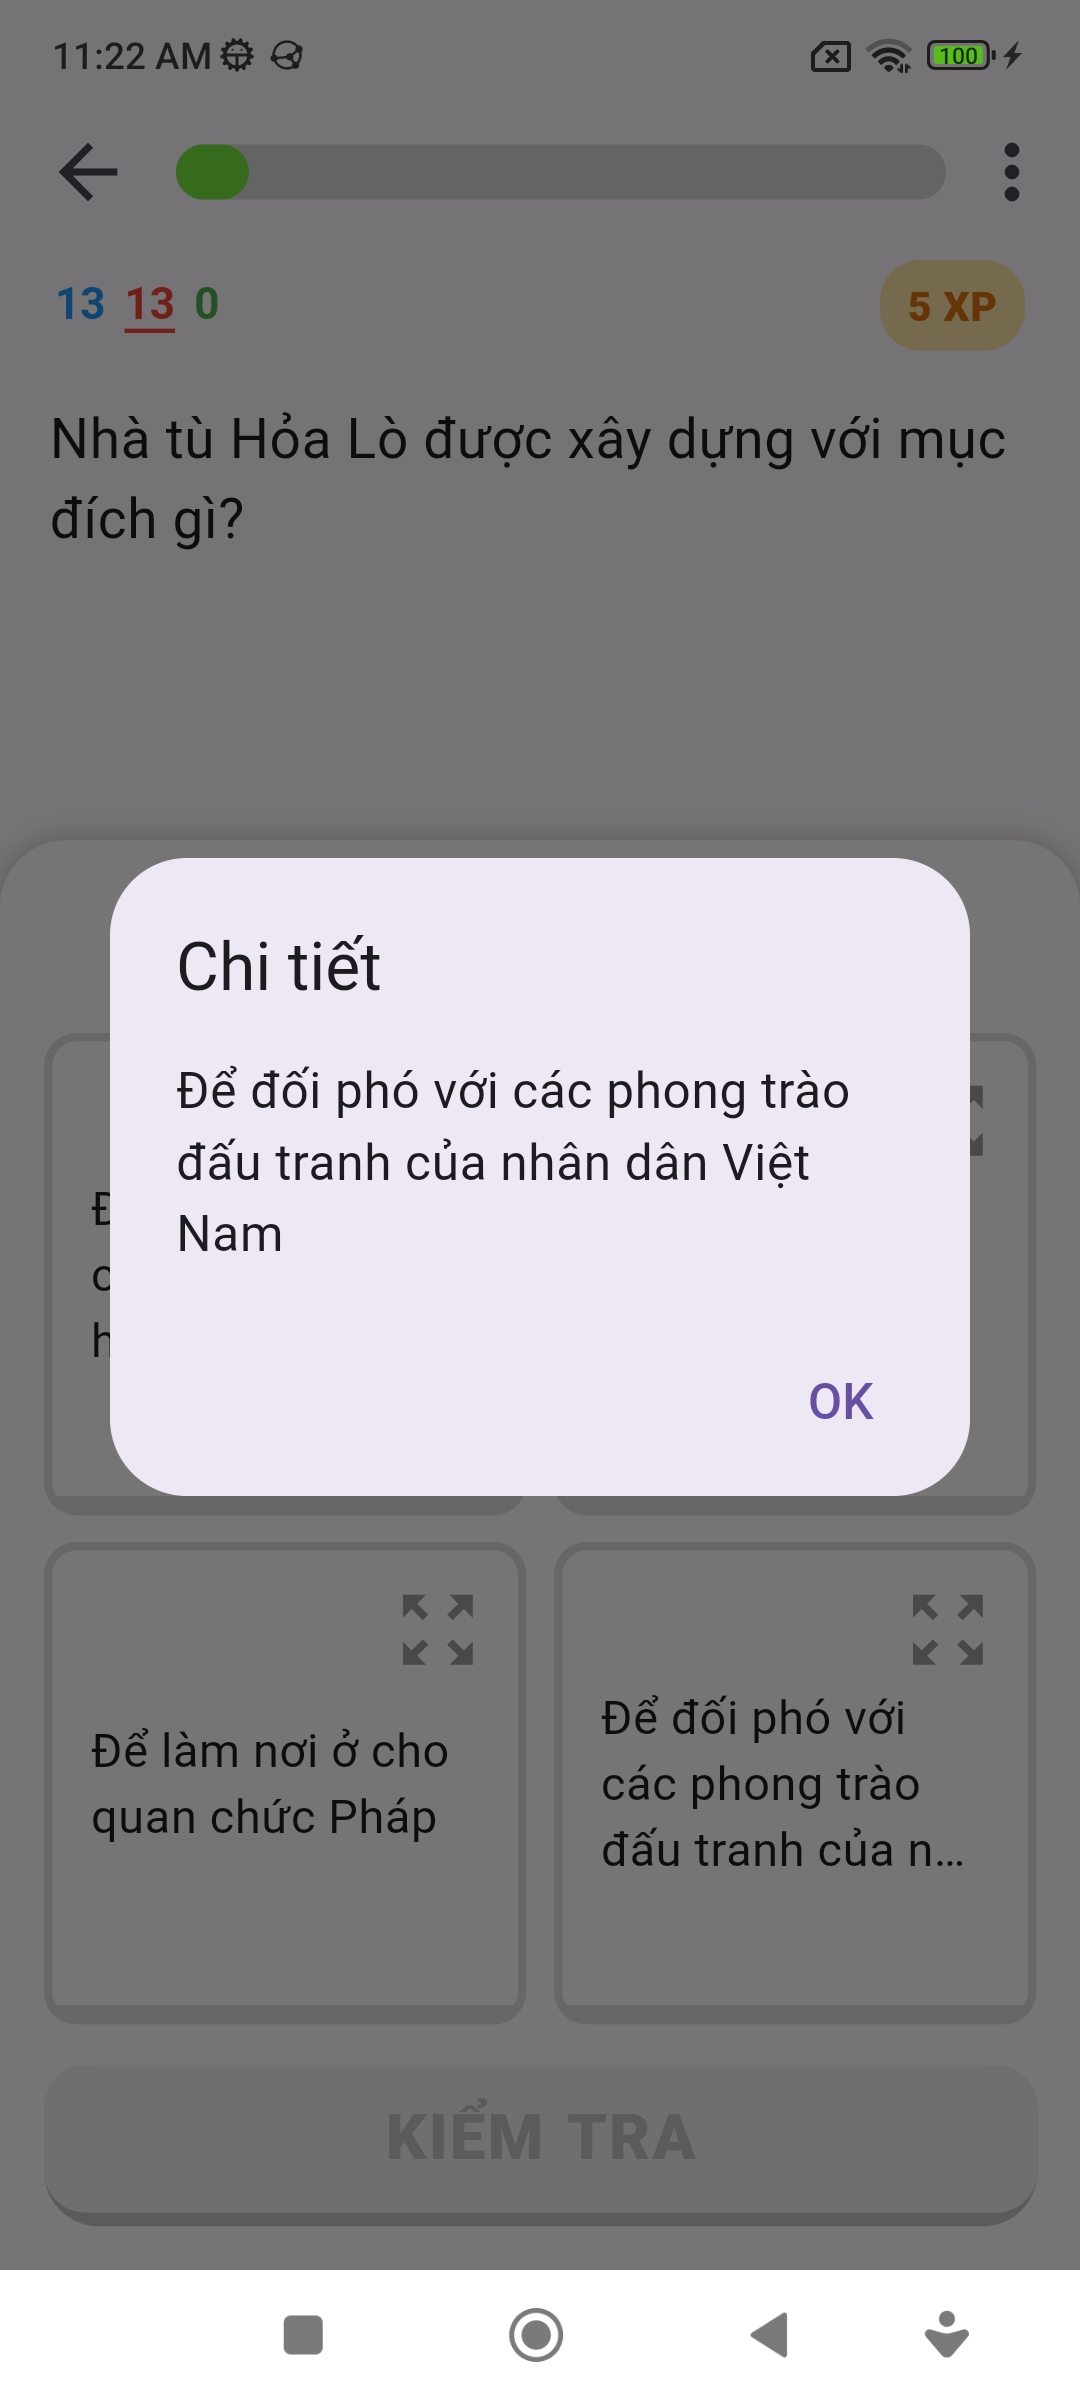 11:22 AM
100
13 13 0
5 XP
Nhà tù Hỏa Lò được xây dựng với mục
đích gì?
Chi tiết
Để đối phó với các phong trào
đấu tranh của nhân dân Việt
Nam
OK
Để làm nơi ở cho
quan chức Pháp
Để đối phó với
các phong trào
đấu tranh của n...
KIỂM TRA